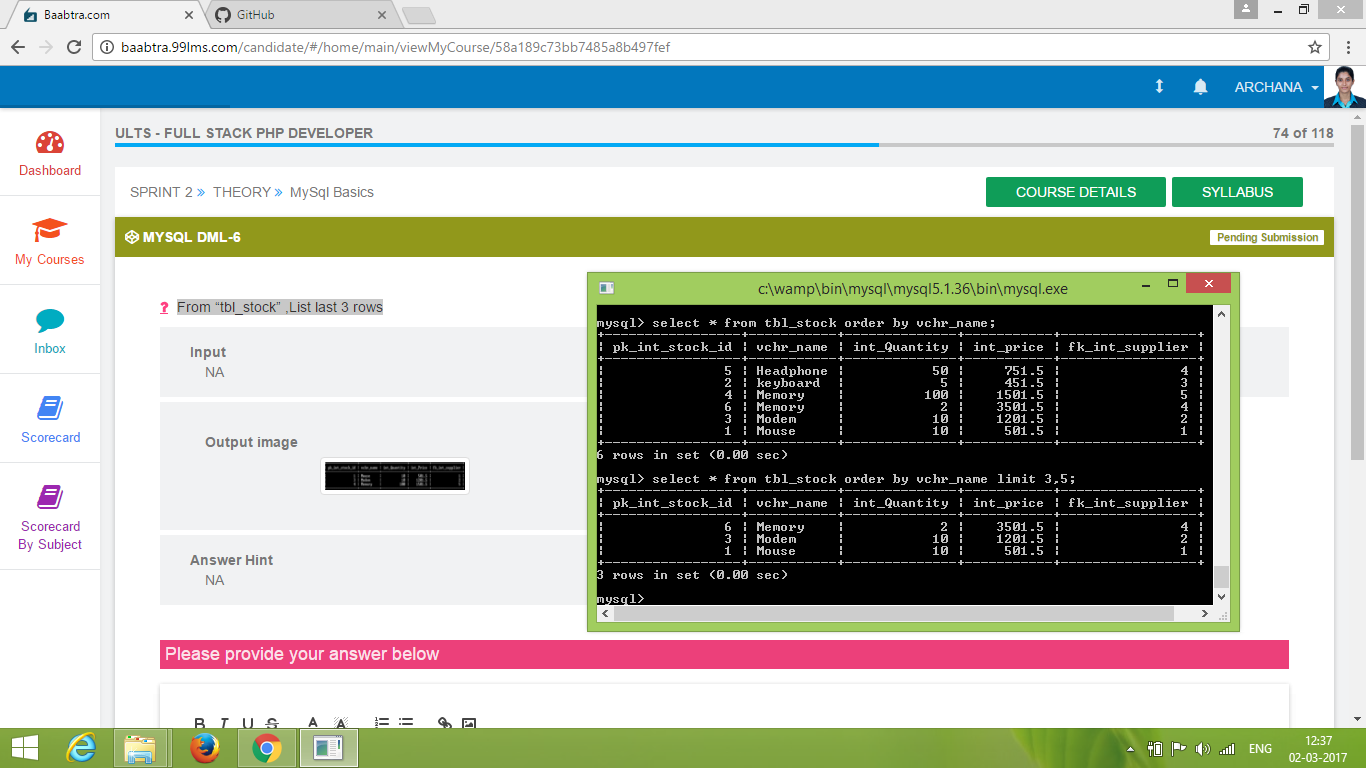 Baabtra.com
GitHub
baabtra.99lms.com/candidate/#/home/main/viewMyCourse/58a189c73bb7485a8b497fef
ARCHANA
ULTS - FULL STACK PHP DEVELOPER
74 of 118
Dashboard
My Courses
Inbox
Scorecard
Scorecard
By Subject
SPRINT 2 » THEORY » MySql Basics
COURSE DETAILS
SYLLABUS
MYSQL DML-6
Pending Submission
? From “tbl_stock” ,List last 3 rows
Input
NA
Output image
Answer Hint
NA
c:\wamp\bin\mysql\mysql5.1.36\bin\mysql.exe
mysql> select * from tbl_stock order by vchr_name;
| pk_int_stock_id | vchr_name | int_Quantity | int_price | fk_int_supplier |
| 5 | Headphone | 50 | 751.5 | 4 |
| 2 | keyboard | 5 | 451.5 | 3 |
| 4 | Memory | 100 | 1501.5 | 5 |
| 6 | Memory | 2 | 3501.5 | 4 |
| 3 | Modem | 10 | 1201.5 | 2 |
| 1 | Mouse | 10 | 501.5 | 1 |
6 rows in set (0.00 sec)
mysql> select * from tbl_stock order by vchr_name limit 3,5;
| pk_int_stock_id | vchr_name | int_Quantity | int_price | fk_int_supplier |
| 6 | Memory | 2 | 3501.5 | 4 |
| 3 | Modem | 10 | 1201.5 | 2 |
| 1 | Mouse | 10 | 501.5 | 1 |
3 rows in set (0.00 sec)
mysql>
Please provide your answer below
B I U S A A
ENG
12:37
02-03-2017